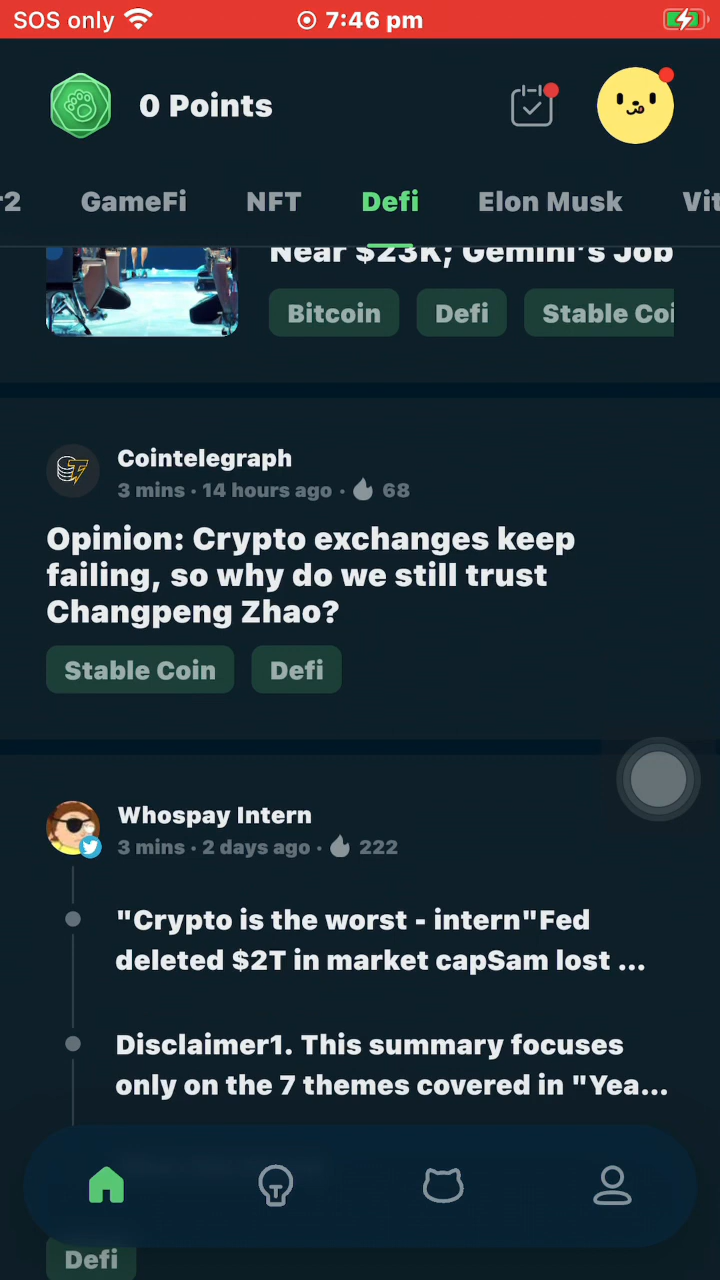 SOS only 7:46 pm
0 Points
r2 GameFi NFT Defi Elon Musk Vit
Near $23K; Gemini's Job
Bitcoin Defi Stable Coi
Cointelegraph
3 mins · 14 hours ago · 68
Opinion: Crypto exchanges keep
failing, so why do we still trust
Changpeng Zhao?
Stable Coin Defi
Whospay Intern
3 mins · 2 days ago · 222
"Crypto is the worst - intern"Fed
deleted $2T in market capSam lost ...
Disclaimer1. This summary focuses
only on the 7 themes covered in "Yea...
Defi